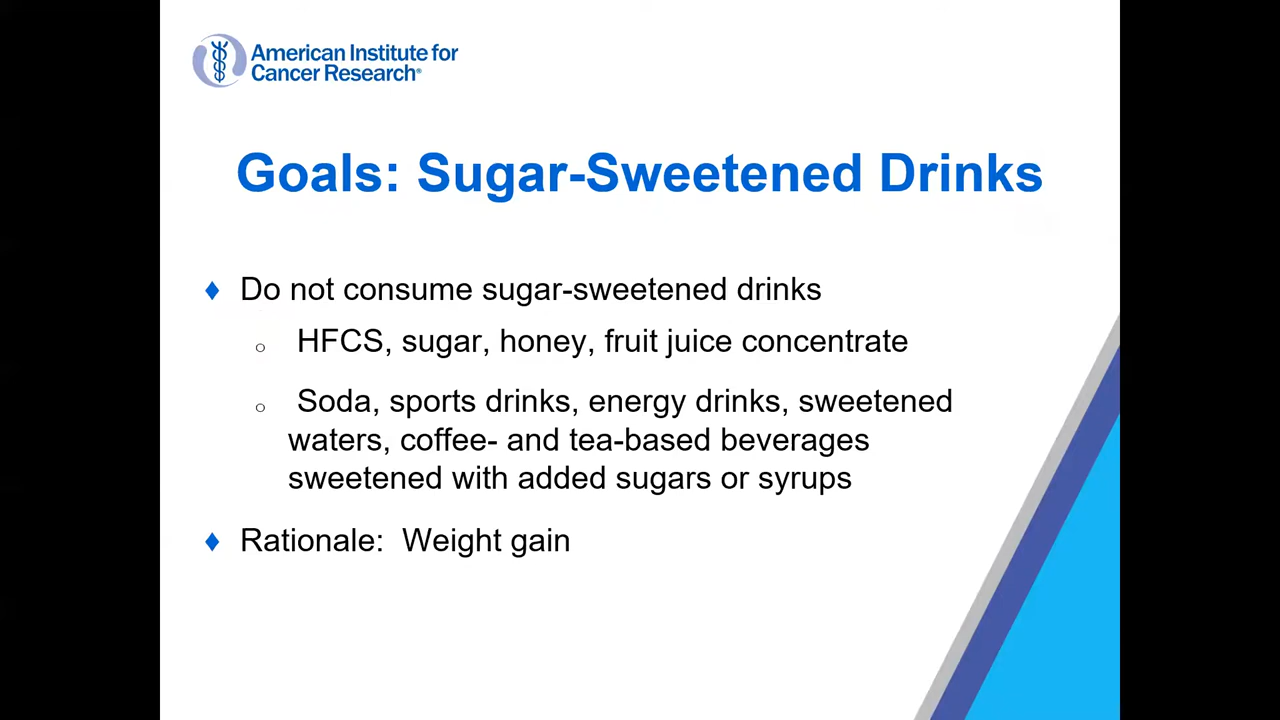 American Institute for
Cancer Research®
Goals: Sugar-Sweetened Drinks
♦ Do not consume sugar-sweetened drinks
○ HFCS, sugar, honey, fruit juice concentrate
○ Soda, sports drinks, energy drinks, sweetened
waters, coffee- and tea-based beverages
sweetened with added sugars or syrups
♦ Rationale:  Weight gain